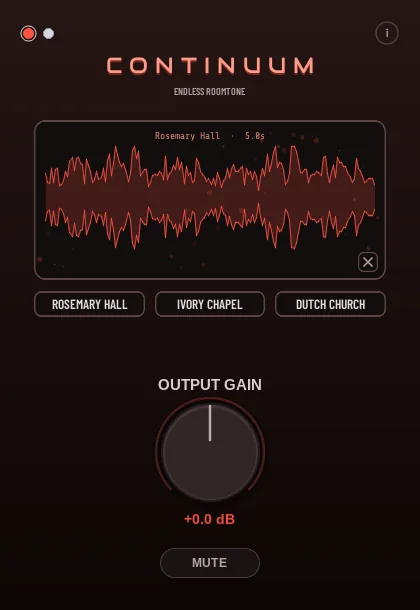 i
CONTINUUM
ENDLESS ROOMTONE
Rosemary Hall · 5.0s
ROSEMARY HALL
IVORY CHAPEL
DUTCH CHURCH
OUTPUT GAIN
+0.0 dB
MUTE